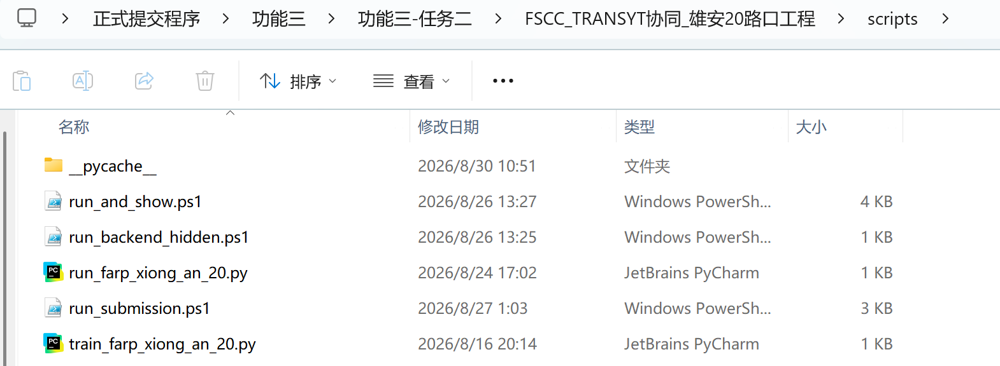 正式提交程序 > 功能三 > 功能三-任务二 > FSCC_TRANSYT协同_雄安20路口工程 > scripts >
排序 查看 •••
名称 修改日期 类型 大小
__pycache__ 2026/8/30 10:51 文件夹
run_and_show.ps1 2026/8/26 13:27 Windows PowerSh... 4 KB
run_backend_hidden.ps1 2026/8/26 13:25 Windows PowerSh... 1 KB
run_farp_xiong_an_20.py 2026/8/24 17:02 JetBrains PyCharm 1 KB
run_submission.ps1 2026/8/27 1:03 Windows PowerSh... 3 KB
train_farp_xiong_an_20.py 2026/8/16 20:14 JetBrains PyCharm 1 KB